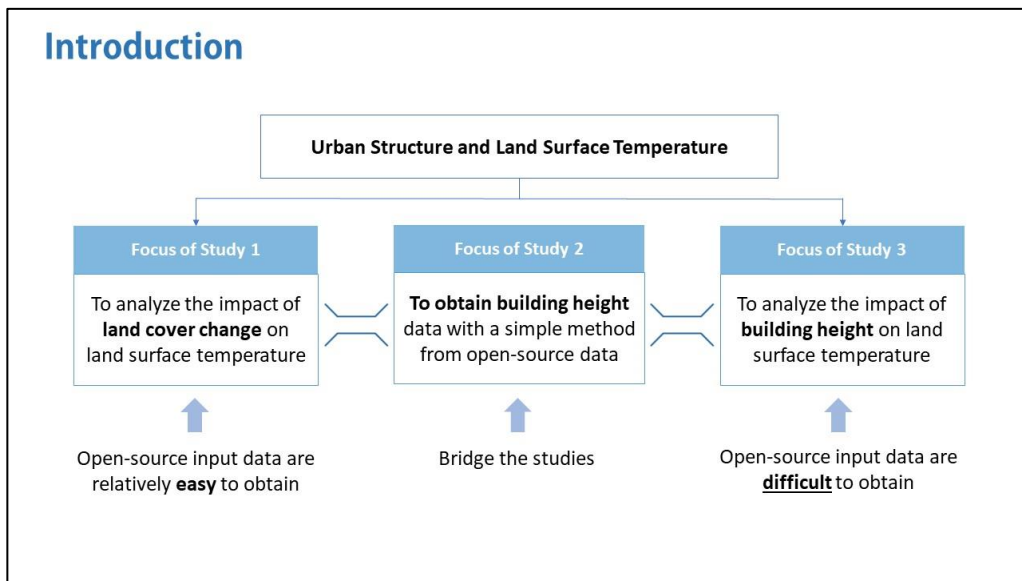 Introduction
Urban Structure and Land Surface Temperature
Focus of Study 1
To analyze the impact of
land cover change on
land surface temperature
Open-source input data are
relatively easy to obtain
Focus of Study 2
To obtain building height
data with a simple method
from open-source data
Bridge the studies
Focus of Study 3
To analyze the impact of
building height on land
surface temperature
Open-source input data are
difficult to obtain